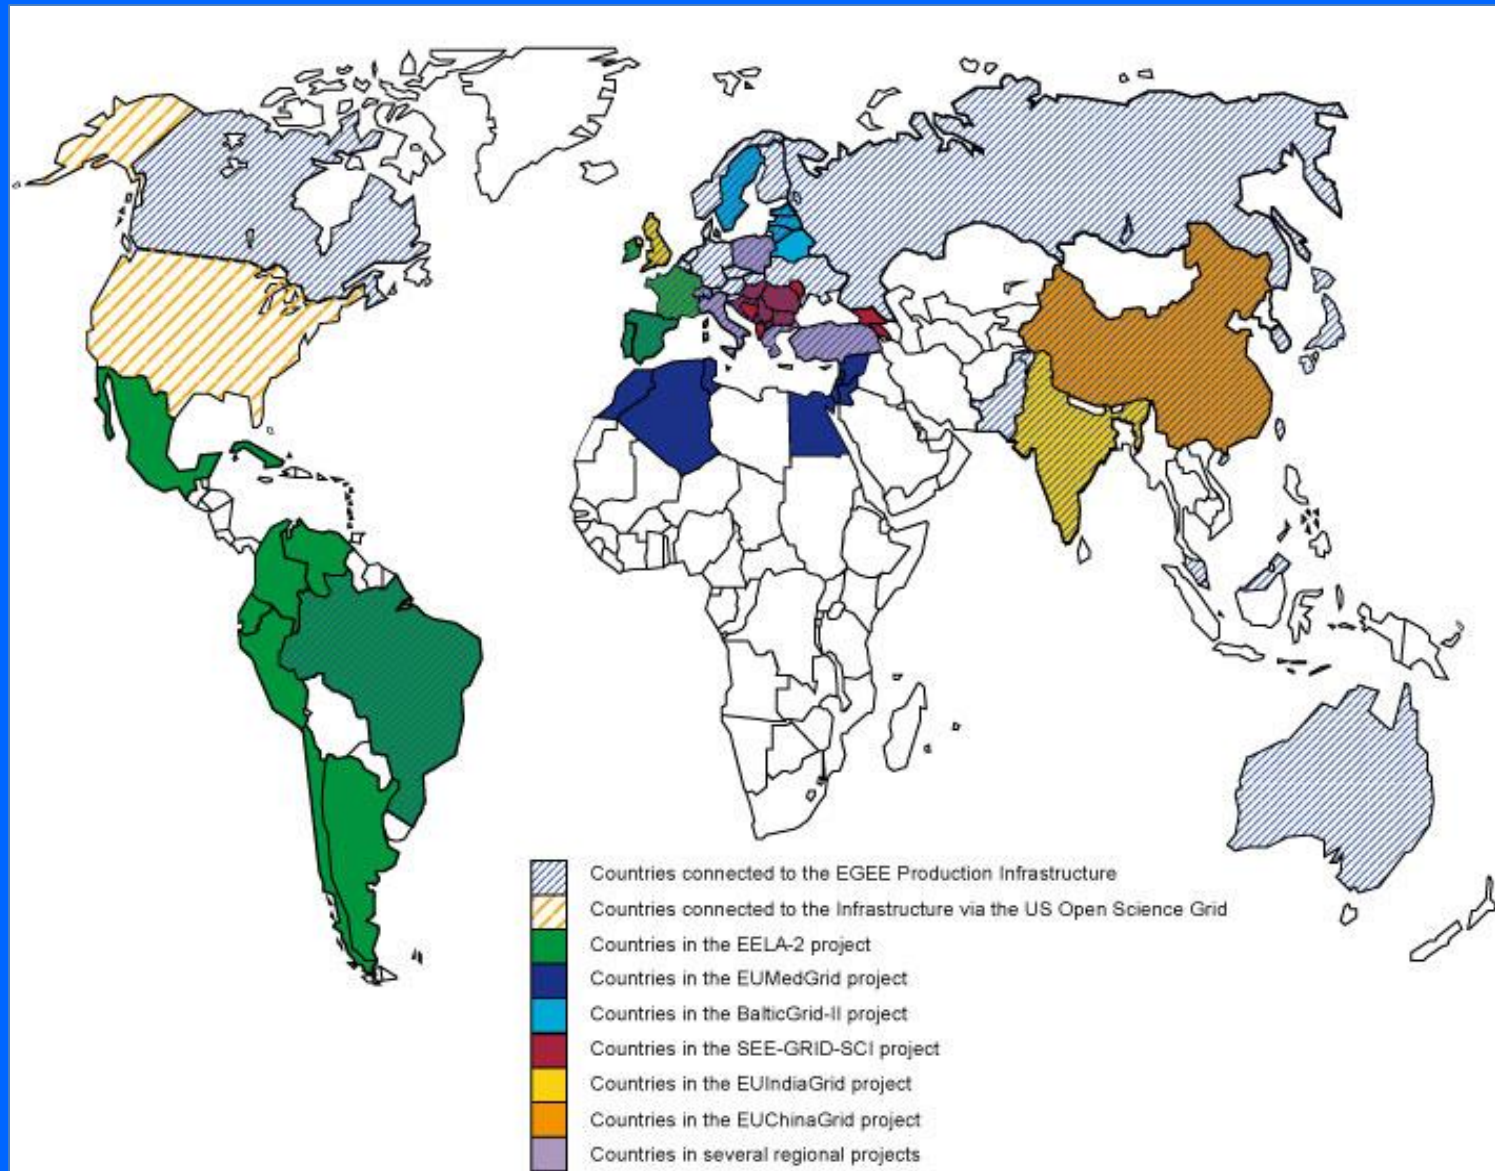 Countries connected to the EGEE Production Infrastructure
Countries connected to the Infrastructure via the US Open Science Grid
Countries in the EELA-2 project
Countries in the EUMedGrid project
Countries in the BalticGrid-II project
Countries in the SEE-GRID-SCI project
Countries in the EUIndiaGrid project
Countries in the EUChinaGrid project
Countries in several regional projects